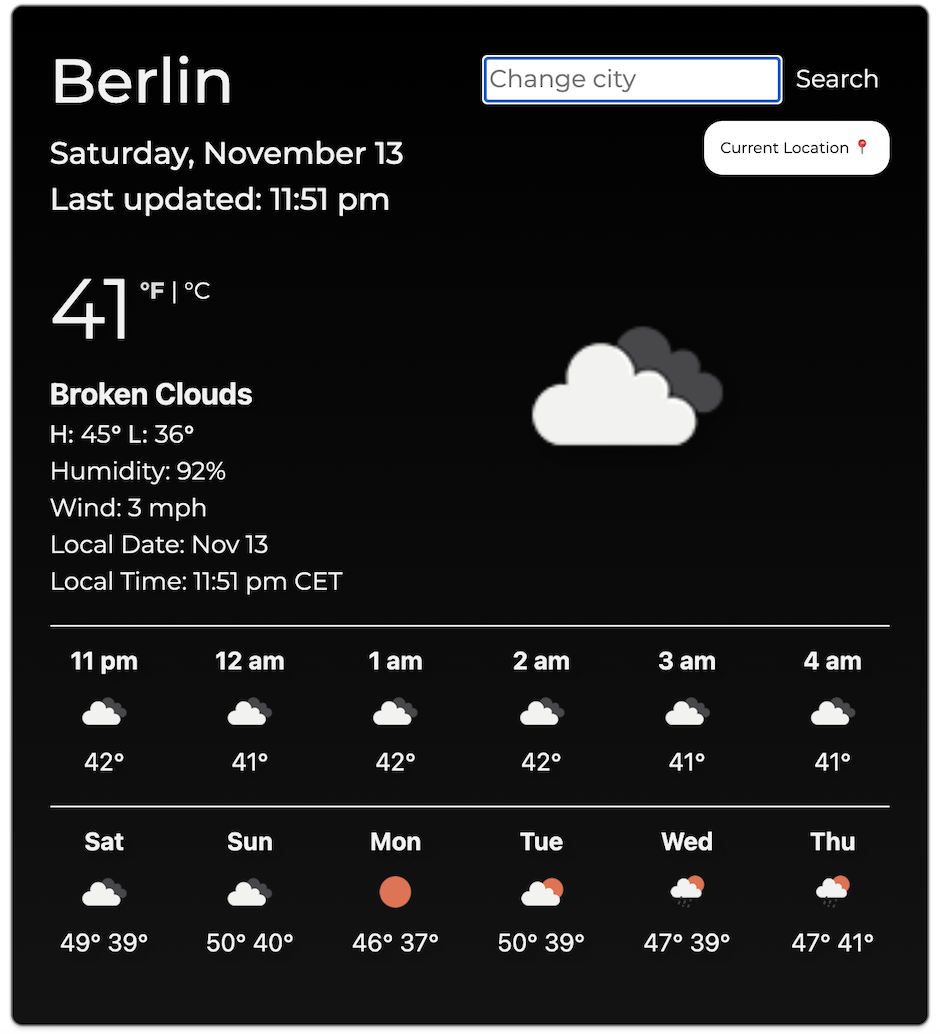 Berlin
Change city
Search
Saturday, November 13
Current Location 📍
Last updated: 11:51 pm
41 °F | °C
Broken Clouds
H: 45° L: 36°
Humidity: 92%
Wind: 3 mph
Local Date: Nov 13
Local Time: 11:51 pm CET
11 pm 12 am 1 am 2 am 3 am 4 am
42° 41° 42° 42° 41° 41°
Sat Sun Mon Tue Wed Thu
49° 39° 50° 40° 46° 37° 50° 39° 47° 39° 47° 41°